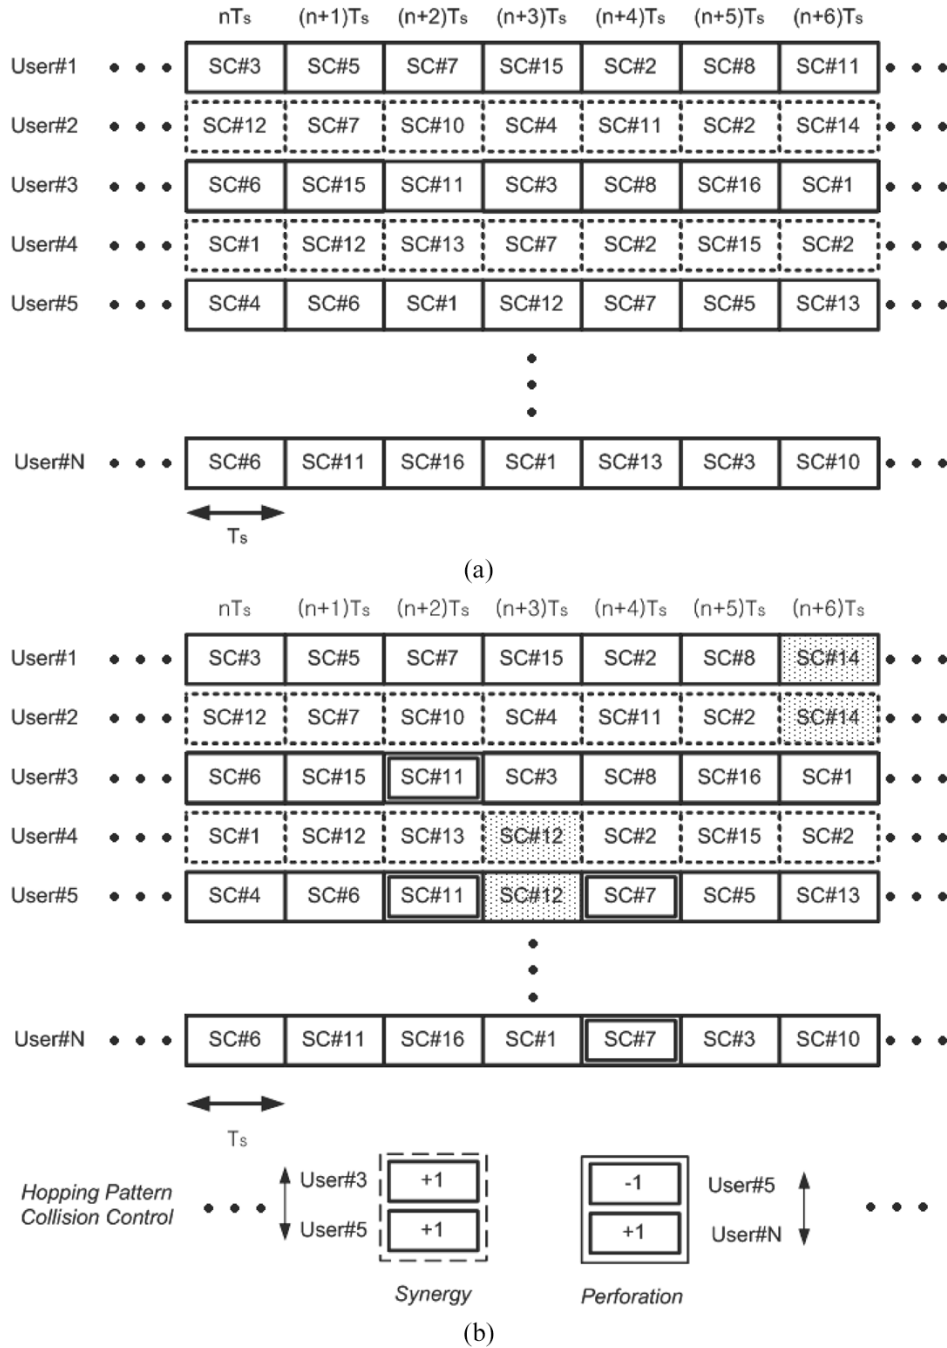 nTs (n+1)Ts (n+2)Ts (n+3)Ts (n+4)Ts (n+5)Ts (n+6)Ts
User#1 SC#3 SC#5 SC#7 SC#15 SC#2 SC#8 SC#11
User#2 SC#12 SC#7 SC#10 SC#4 SC#11 SC#2 SC#14
User#3 SC#6 SC#15 SC#11 SC#3 SC#8 SC#16 SC#1
User#4 SC#1 SC#12 SC#13 SC#7 SC#2 SC#15 SC#2
User#5 SC#4 SC#6 SC#1 SC#12 SC#7 SC#5 SC#13
User#N SC#6 SC#11 SC#16 SC#1 SC#13 SC#3 SC#10
Ts
(a)
nTs (n+1)Ts (n+2)Ts (n+3)Ts (n+4)Ts (n+5)Ts (n+6)Ts
User#1 SC#3 SC#5 SC#7 SC#15 SC#2 SC#8 SC#14
User#2 SC#12 SC#7 SC#10 SC#4 SC#11 SC#2 SC#14
User#3 SC#6 SC#15 SC#11 SC#3 SC#8 SC#16 SC#1
User#4 SC#1 SC#12 SC#13 SC#12 SC#2 SC#15 SC#2
User#5 SC#4 SC#6 SC#11 SC#12 SC#7 SC#5 SC#13
User#N SC#6 SC#11 SC#16 SC#1 SC#7 SC#3 SC#10
Ts
Hopping Pattern
Collision Control
User#3 +1 -1 User#5
User#5 +1 +1 User#N
Synergy Perforation
(b)